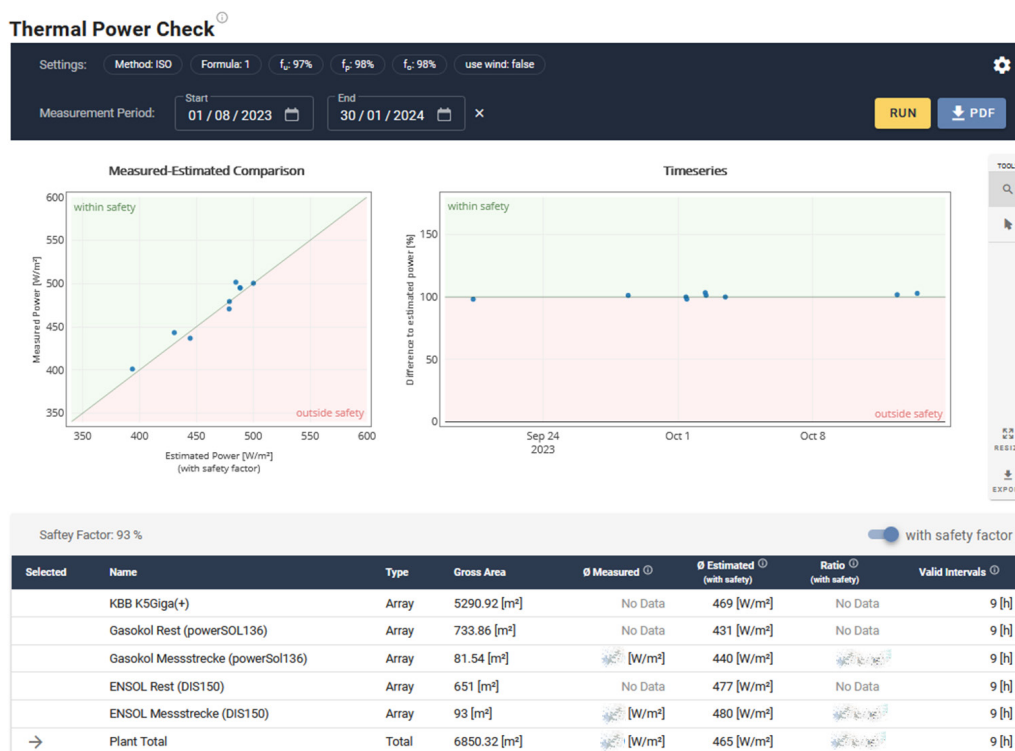 Thermal Power Check
Settings: Method: ISO Formula: 1 fᵤ: 97% fₚ: 98% fₒ: 98% use wind: false
Measurement Period: Start 01 / 08 / 2023 End 30 / 01 / 2024 × RUN PDF
Measured-Estimated Comparison
within safety
outside safety
600
550
500
450
400
350
Measured Power [W/m²]
350 400 450 500 550 600
Estimated Power [W/m²]
(with safety factor)
Timeseries
within safety
outside safety
150
100
50
0
Difference to estimated power [%]
Sep 24 Oct 1 Oct 8
2023
TOOL
RESIZ
EXPO
Saftey Factor: 93 % with safety factor
Selected Name Type Gross Area Ø Measured Ø Estimated (with safety) Ratio (with safety) Valid Intervals
KBB K5Giga(+) Array 5290.92 [m²] No Data 469 [W/m²] No Data 9 [h]
Gasokol Rest (powerSOL136) Array 733.86 [m²] No Data 431 [W/m²] No Data 9 [h]
Gasokol Messstrecke (powerSol136) Array 81.54 [m²] [W/m²] 440 [W/m²] 9 [h]
ENSOL Rest (DIS150) Array 651 [m²] No Data 477 [W/m²] No Data 9 [h]
ENSOL Messstrecke (DIS150) Array 93 [m²] [W/m²] 480 [W/m²] 9 [h]
Plant Total Total 6850.32 [m²] [W/m²] 465 [W/m²] 9 [h]